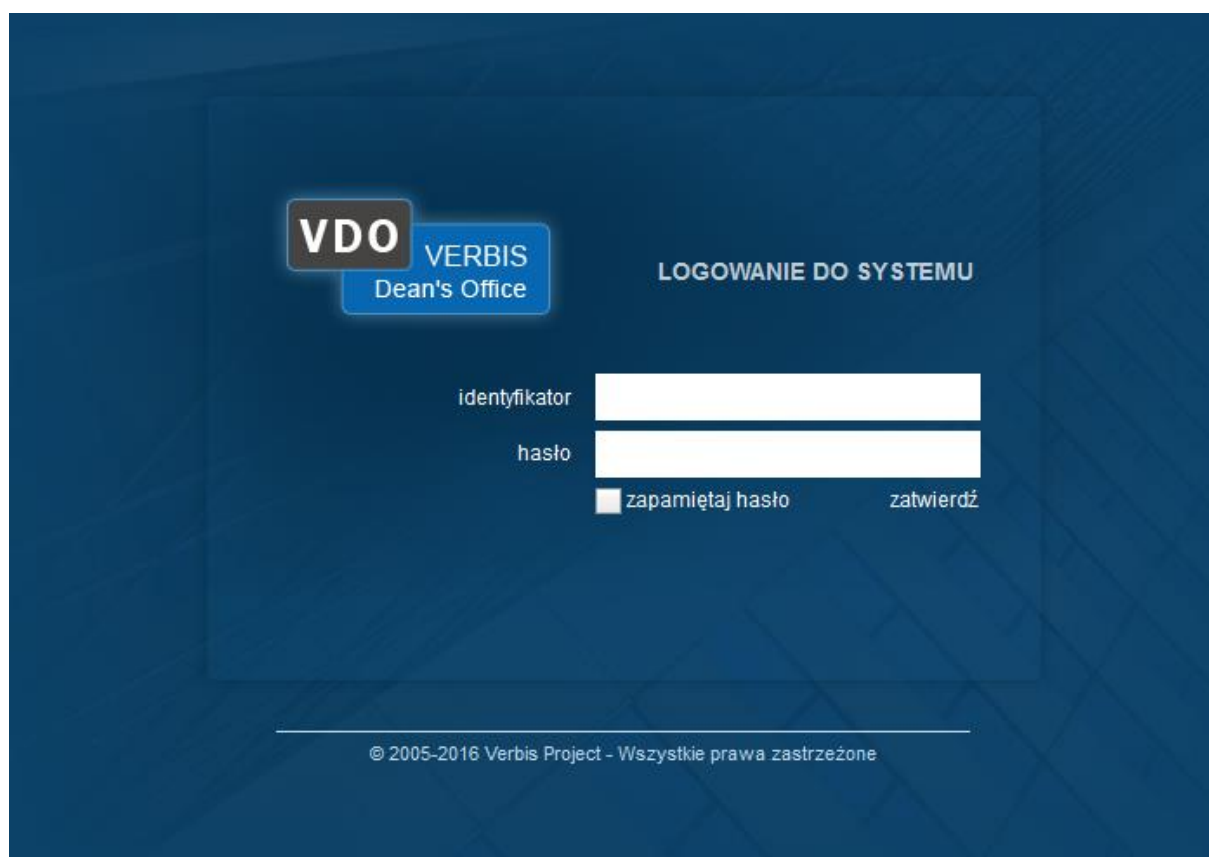 VDO
VERBIS
Dean's Office
LOGOWANIE DO SYSTEMU
identyfikator
hasło
zapamiętaj hasło
zatwierdź
© 2005-2016 Verbis Project - Wszystkie prawa zastrzeżone